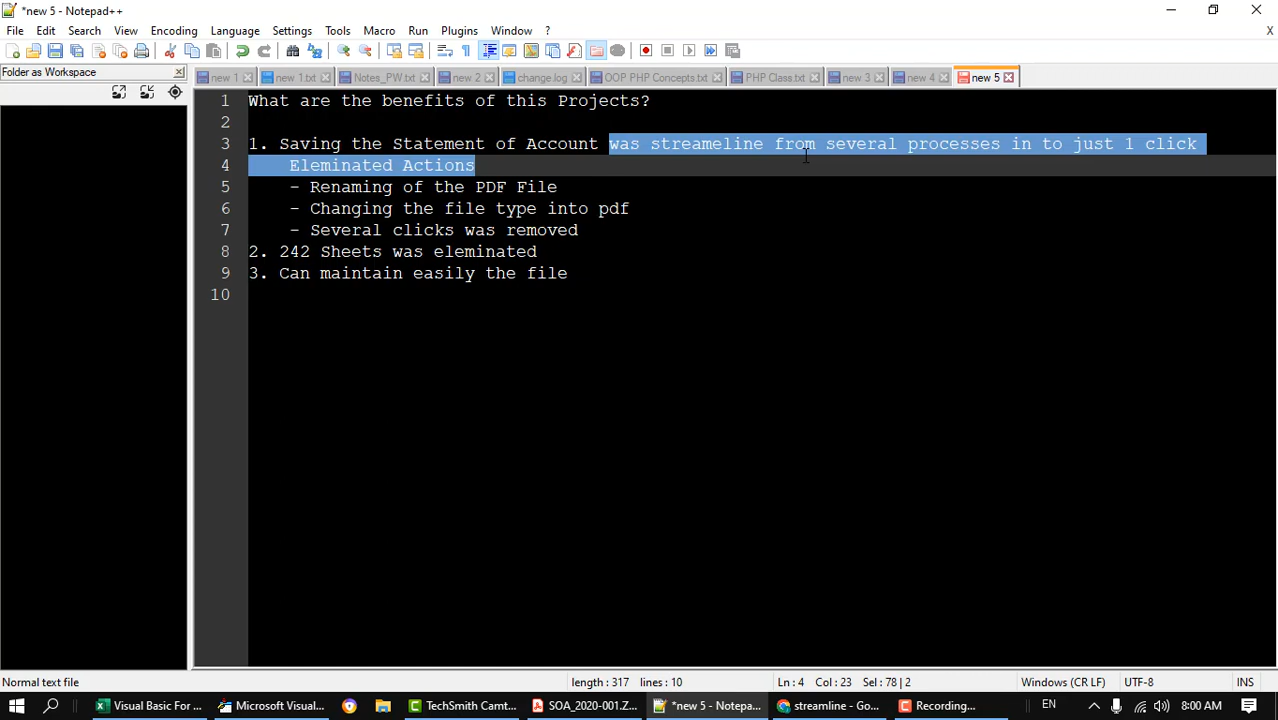 *new 5 - Notepad++
File Edit Search View Encoding Language Settings Tools Macro Run Plugins Window ? X
Folder as Workspace
new 1 new 1.txt Notes_PW.txt new 2 change.log OOP PHP Concepts.txt PHP Class.txt new 3 new 4 new 5
1 What are the benefits of this Projects?
2
3 1. Saving the Statement of Account was streameline from several processes in to just 1 click
4 Eleminated Actions
5 - Renaming of the PDF File
6 - Changing the file type into pdf
7 - Several clicks was removed
8 2. 242 Sheets was eleminated
9 3. Can maintain easily the file
10
Normal text file length : 317 lines : 10 Ln : 4 Col : 23 Sel : 78 | 2 Windows (CR LF) UTF-8 INS
Visual Basic For ... Microsoft Visual... TechSmith Camt... SOA_2020-001.Z... *new 5 - Notepa... streamline - Go... Recording... EN 8:00 AM